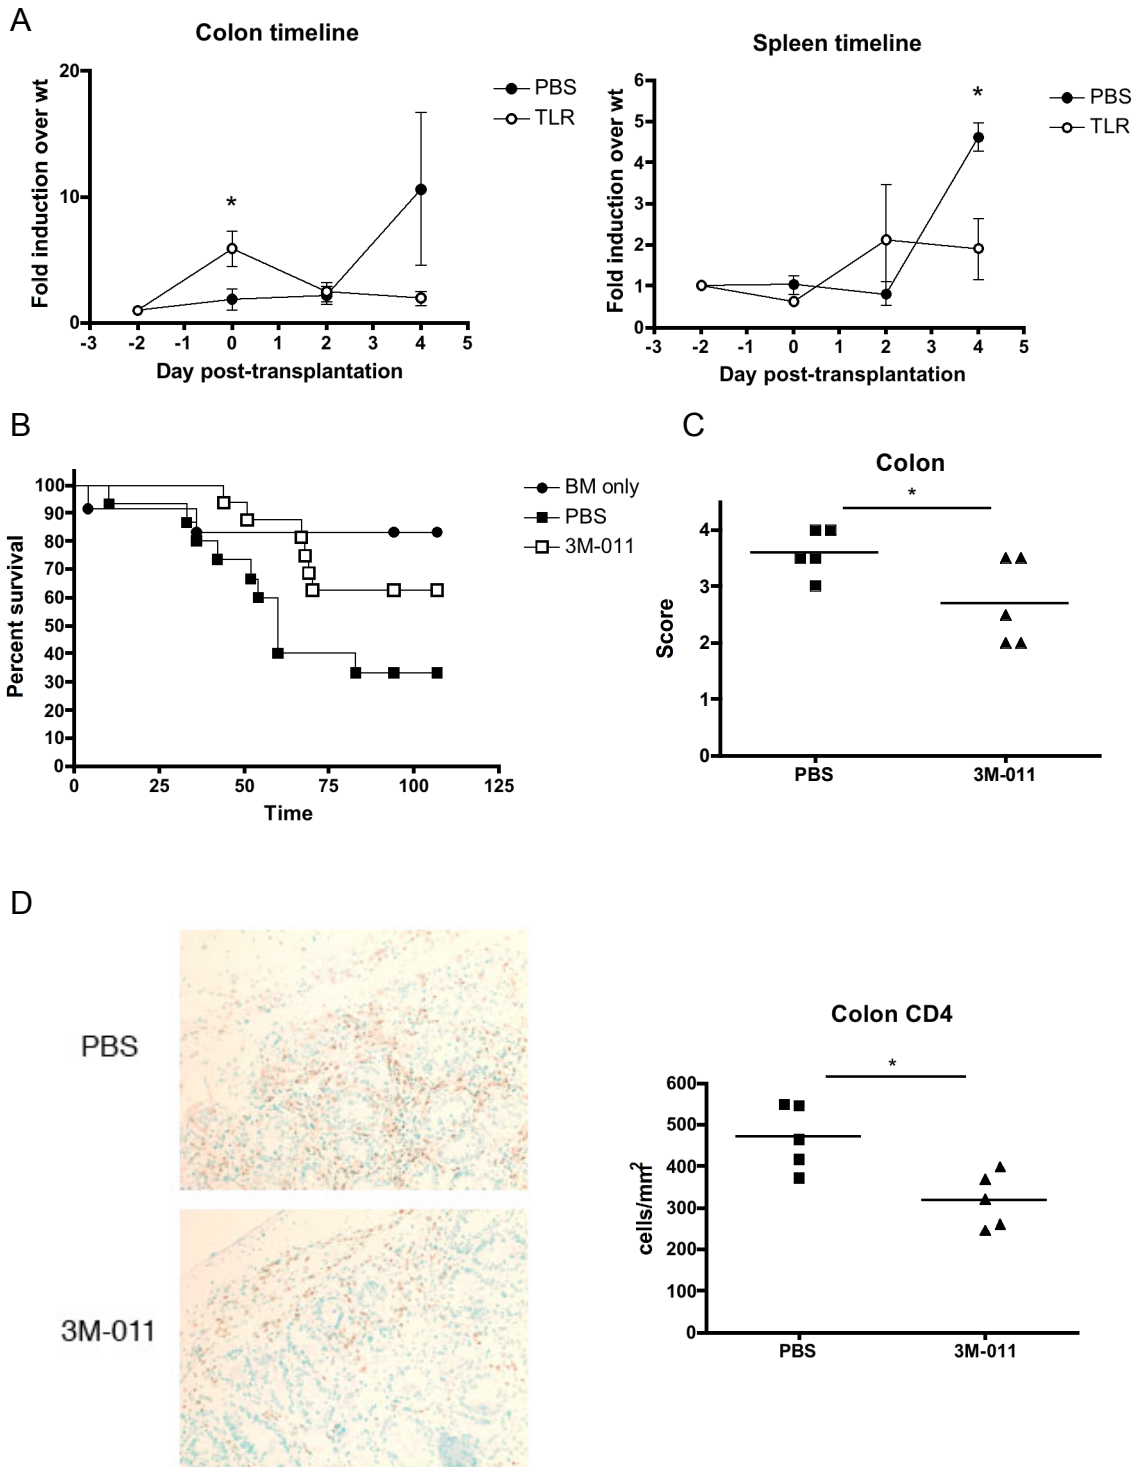 A
Colon timeline
Fold induction over wt
20
10
0
-3 -2 -1 0 1 2 3 4 5
Day post-transplantation
*
PBS
TLR
Spleen timeline
Fold induction over wt
6
5
4
3
2
1
0
-3 -2 -1 0 1 2 3 4 5
Day post-transplantation
*
PBS
TLR
B
Percent survival
100
90
80
70
60
50
40
30
20
10
0
0 25 50 75 100 125
Time
BM only
PBS
3M-011
C
Colon
*
Score
4
3
2
1
0
PBS 3M-011
D
PBS
3M-011
Colon CD4
*
cells/mm²
600
500
400
300
200
100
0
PBS 3M-011